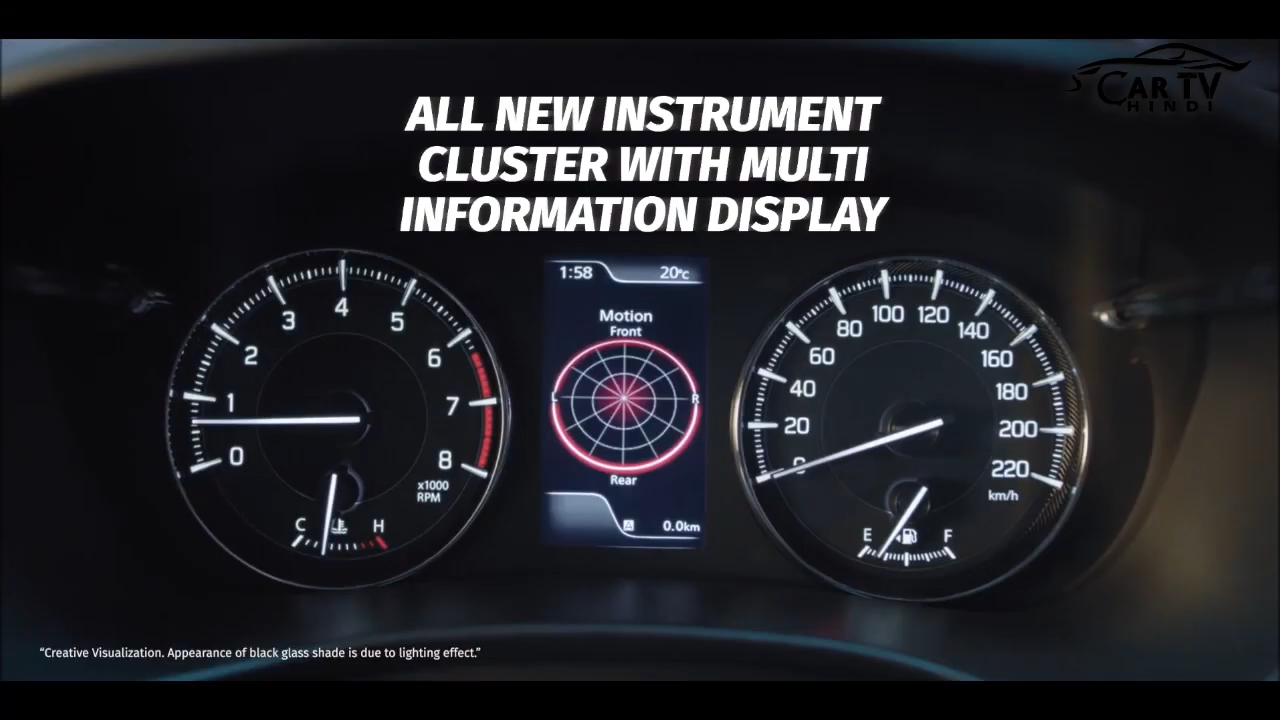 CAR TV
HINDI
ALL NEW INSTRUMENT
CLUSTER WITH MULTI
INFORMATION DISPLAY
0
1
2
3
4
5
6
7
8
x1000
RPM
C
H
1:58
20°C
Motion
Front
L
R
Rear
A
0.0km
0
20
40
60
80
100
120
140
160
180
200
220
km/h
E
F
“Creative Visualization. Appearance of black glass shade is due to lighting effect.”